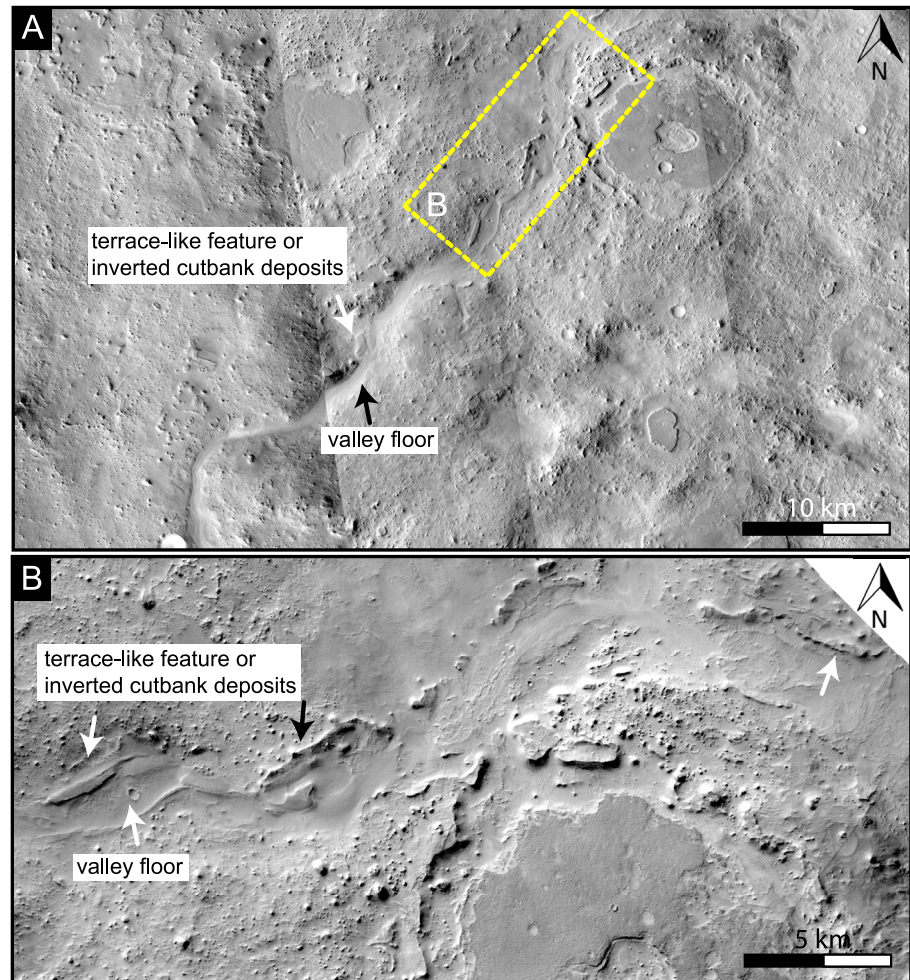 A
N
B
terrace-like feature or
inverted cutbank deposits
valley floor
10 km
B
N
terrace-like feature or
inverted cutbank deposits
valley floor
5 km